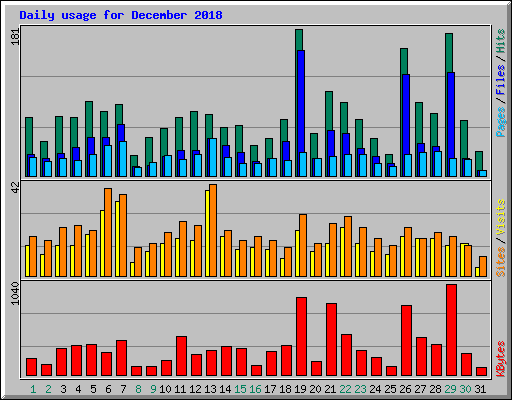 Daily usage for December 2018
181
Pages / Files / Hits
42
Sites / Visits
1040
KBytes
1 2 3 4 5 6 7 8 9 10 11 12 13 14 15 16 17 18 19 20 21 22 23 24 25 26 27 28 29 30 31